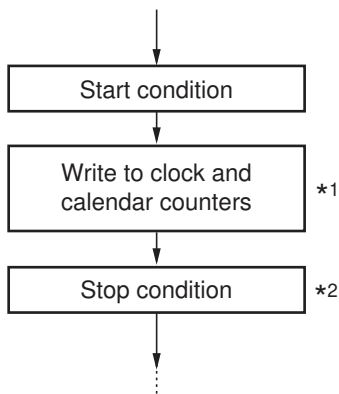 Start condition
Write to clock and
calendar counters
*1
Stop condition
*2